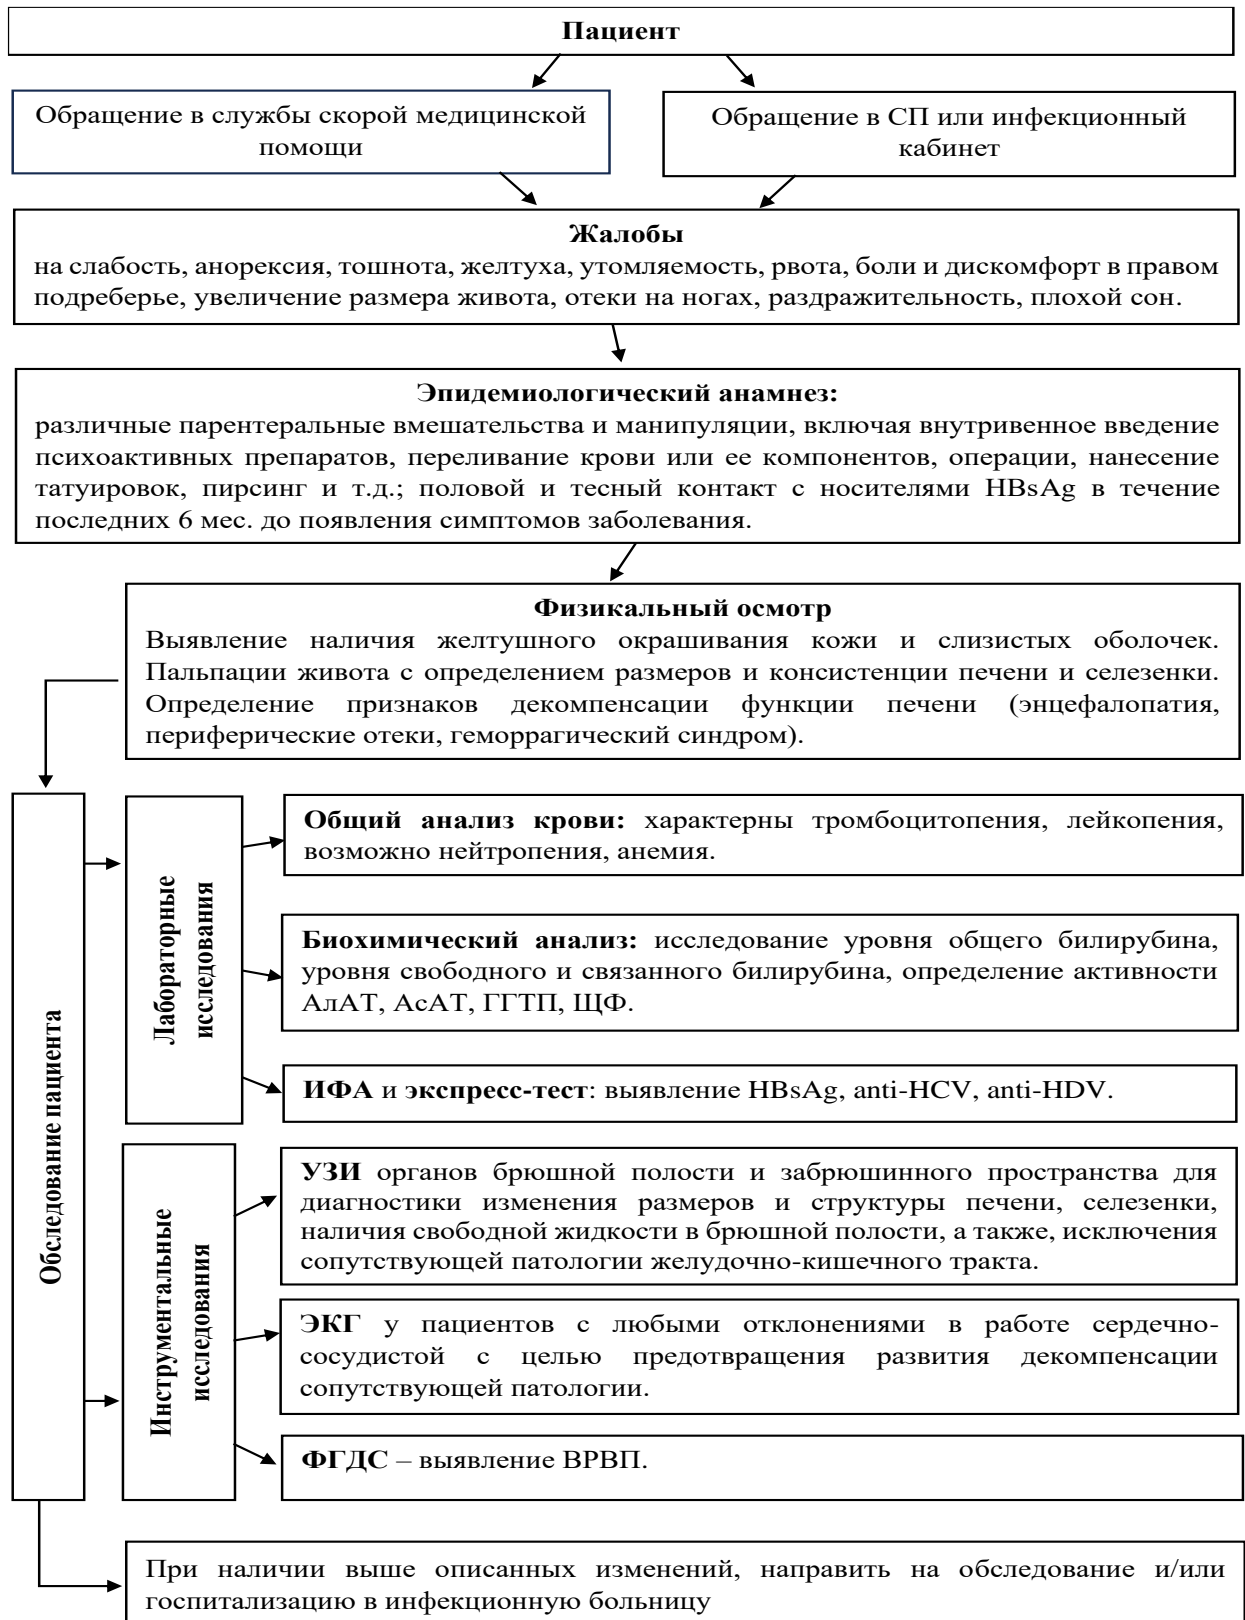 Пациент
Обращение в службы скорой медицинской
помощи
Обращение в СП или инфекционный
кабинет
Жалобы
на слабость, анорексия, тошнота, желтуха, утомляемость, рвота, боли и дискомфорт в правом
подреберье, увеличение размера живота, отеки на ногах, раздражительность, плохой сон.
Эпидемиологический анамнез:
различные парентеральные вмешательства и манипуляции, включая внутривенное введение
психоактивных препаратов, переливание крови или ее компонентов, операции, нанесение
татуировок, пирсинг и т.д.; половой и тесный контакт с носителями HBsAg в течение
последних 6 мес. до появления симптомов заболевания.
Физикальный осмотр
Выявление наличия желтушного окрашивания кожи и слизистых оболочек.
Пальпации живота с определением размеров и консистенции печени и селезенки.
Определение признаков декомпенсации функции печени (энцефалопатия,
периферические отеки, геморрагический синдром).
Обследование пациента
Лабораторные
исследования
Общий анализ крови: характерны тромбоцитопения, лейкопения,
возможно нейтропения, анемия.
Биохимический анализ: исследование уровня общего билирубина,
уровня свободного и связанного билирубина, определение активности
АлАТ, АсАТ, ГГТП, ЩФ.
ИФА и экспресс-тест: выявление HBsAg, anti-HCV, anti-HDV.
Инструментальные
исследования
УЗИ органов брюшной полости и забрюшинного пространства для
диагностики изменения размеров и структуры печени, селезенки,
наличия свободной жидкости в брюшной полости, а также, исключения
сопутствующей патологии желудочно-кишечного тракта.
ЭКГ у пациентов с любыми отклонениями в работе сердечно-
сосудистой с целью предотвращения развития декомпенсации
сопутствующей патологии.
ФГДС – выявление ВРВП.
При наличии выше описанных изменений, направить на обследование и/или
госпитализацию в инфекционную больницу